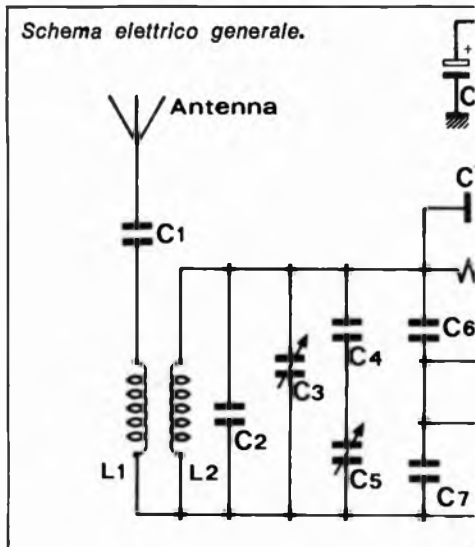 Schema elettrico generale.
+
C
Antenna
C
C1
C6
C4
C3
C2
C5
C7
L1
L2